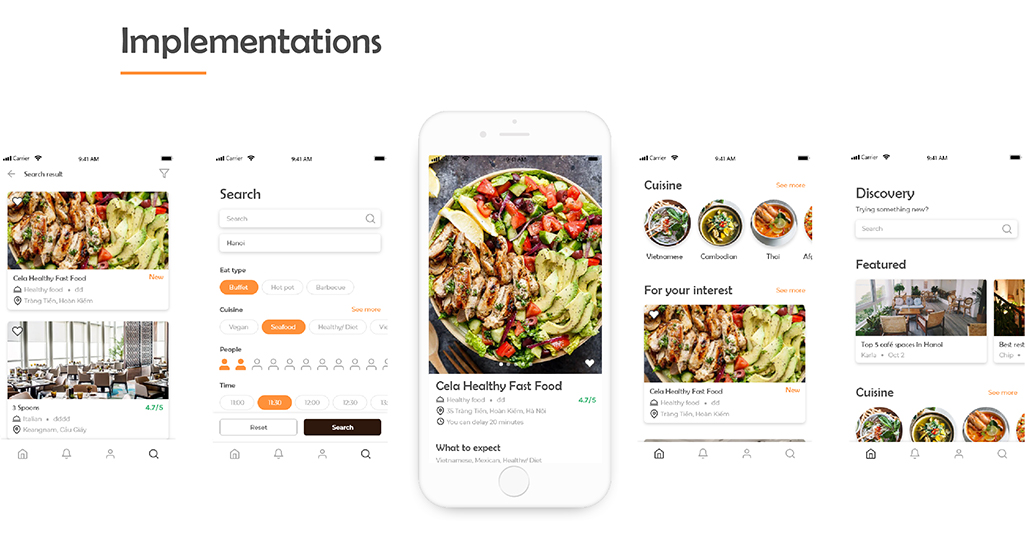 Implementations
Carrier 9:41 AM
Search result
Cela Healthy Fast Food New
Healthy food • đđ
Tràng Tiền, Hoàn Kiếm
3 Spoom 4.7/5
Italian • đđđđ
Keangnam, Cầu Giấy
Carrier 9:41 AM
Search
Search
Hanoi
Eat type
Buffet Hot pot Barbecue
Cuisine See more
Vegan Seafood Healthy/ Diet
People
Time
11:00 11:30 12:00 12:30
Reset Search
9:41 AM
Cela Healthy Fast Food
Healthy food • đđ 4.7/5
35 Tràng Tiền, Hoàn Kiếm, Hà Nôi
You can delay 20 minutes
What to expect
Vietnamese, Mexican, Healthy/ Diet
Carrier 9:41 AM
Cuisine See more
Vietnamese Cambodian Thai
For your interest See more
Cela Healthy Fast Food New
Healthy food • đđ
Tràng Tiền, Hoàn Kiếm
Carrier 9:41 AM
Discovery
Trying something new?
Search
Featured
Top 5 café spaces in Hanoi Best
Karla • Oct 2 Chip •
Cuisine See more